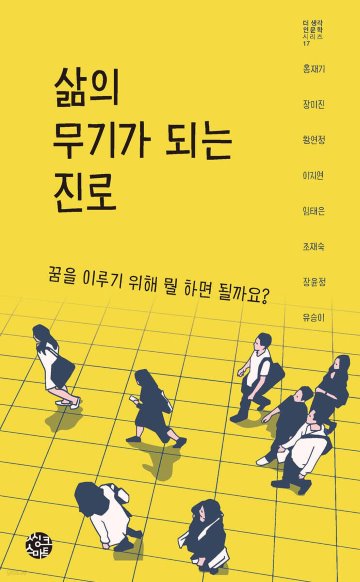 더 생각
인문학
시리즈
17
홍재기
장미진
황연정
이지연
임태은
조재숙
장윤정
유승이
삶의
무기가 되는
진로
꿈을 이루기 위해 뭘 하면 될까요?
씽크
스마트